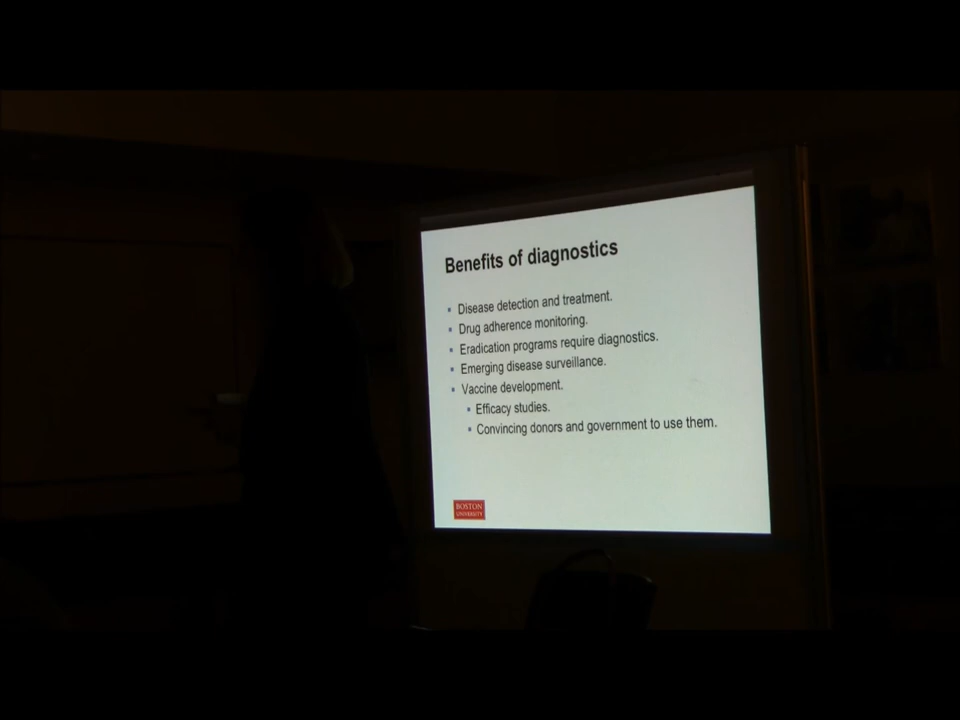 Benefits of diagnostics
Disease detection and treatment.
Drug adherence monitoring.
Eradication programs require diagnostics.
Emerging disease surveillance.
Vaccine development.
Efficacy studies.
Convincing donors and government to use them.
BOSTON
UNIVERSITY